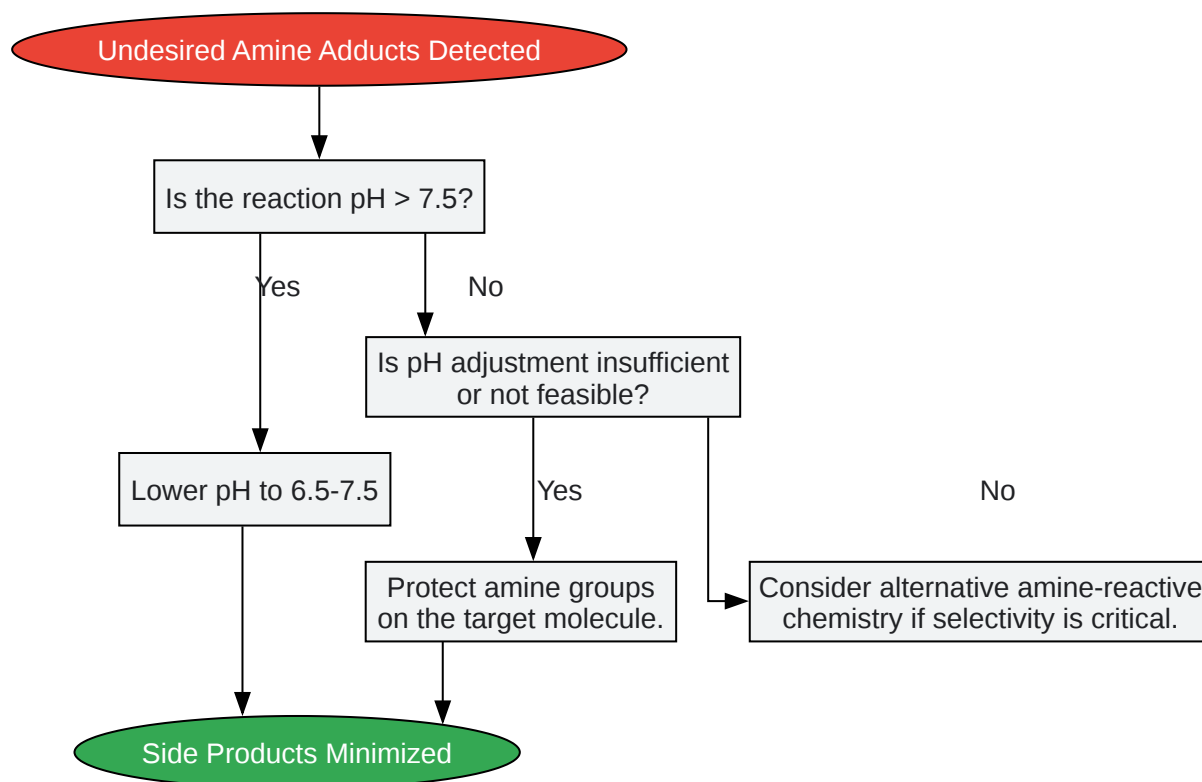 Undesired Amine Adducts Detected
Is the reaction pH > 7.5?
Yes
No
Is pH adjustment insufficient
or not feasible?
Lower pH to 6.5-7.5
Yes
No
Protect amine groups
on the target molecule.
Consider alternative amine-reactive
chemistry if selectivity is critical.
Side Products Minimized